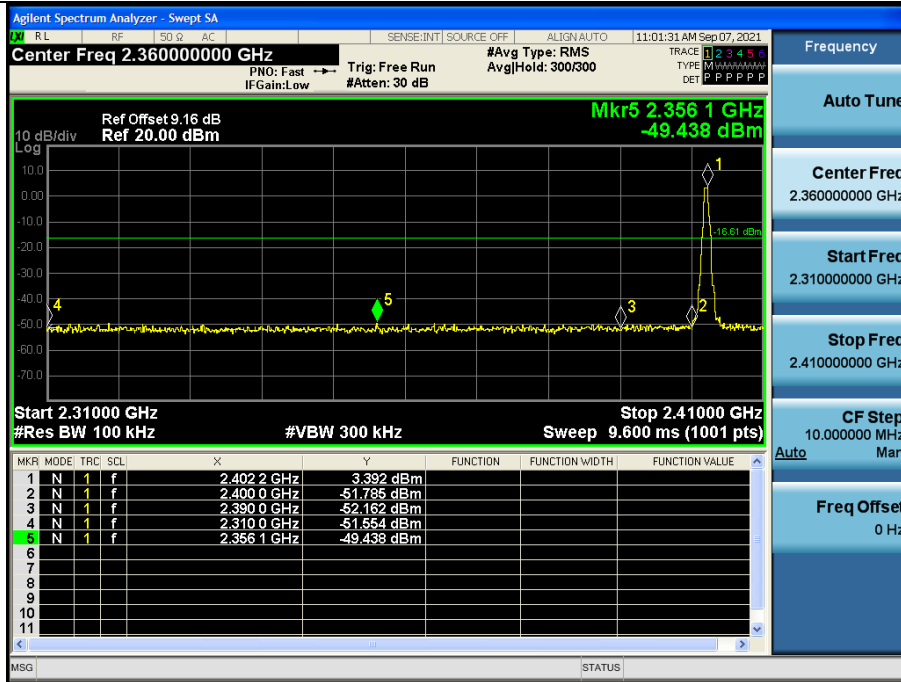 Agilent Spectrum Analyzer - Swept SA
LXI RL RF 50 Ω AC SENSE:INT SOURCE OFF ALIGN AUTO 11:01:31 AM Sep 07, 2021
Center Freq 2.360000000 GHz
PNO: Fast
IFGain:Low
Trig: Free Run
#Atten: 30 dB
#Avg Type: RMS
Avg|Hold: 300/300
TRACE 1 2 3 4 5 6
TYPE M WWWWW
DET P P P P P P
Frequency
Auto Tune
Center Freq
2.360000000 GHz
Start Freq
2.310000000 GHz
Stop Freq
2.410000000 GHz
CF Step
10.000000 MHz
Auto Man
Freq Offset
0 Hz
Mkr5 2.356 1 GHz
-49.438 dBm
Ref Offset 9.16 dB
10 dB/div Ref 20.00 dBm
Log
10.0
0.00
-10.0
-20.0
-30.0
-40.0
-50.0
-60.0
-70.0
1
-16.61 dBm
4
5
3
2
Start 2.31000 GHz Stop 2.41000 GHz
#Res BW 100 kHz #VBW 300 kHz Sweep 9.600 ms (1001 pts)
MKR MODE TRC SCL X Y FUNCTION FUNCTION WIDTH FUNCTION VALUE
1 N 1 f 2.402 2 GHz 3.392 dBm
2 N 1 f 2.400 0 GHz -51.785 dBm
3 N 1 f 2.390 0 GHz -52.162 dBm
4 N 1 f 2.310 0 GHz -51.554 dBm
5 N 1 f 2.356 1 GHz -49.438 dBm
6
7
8
9
10
11
MSG STATUS